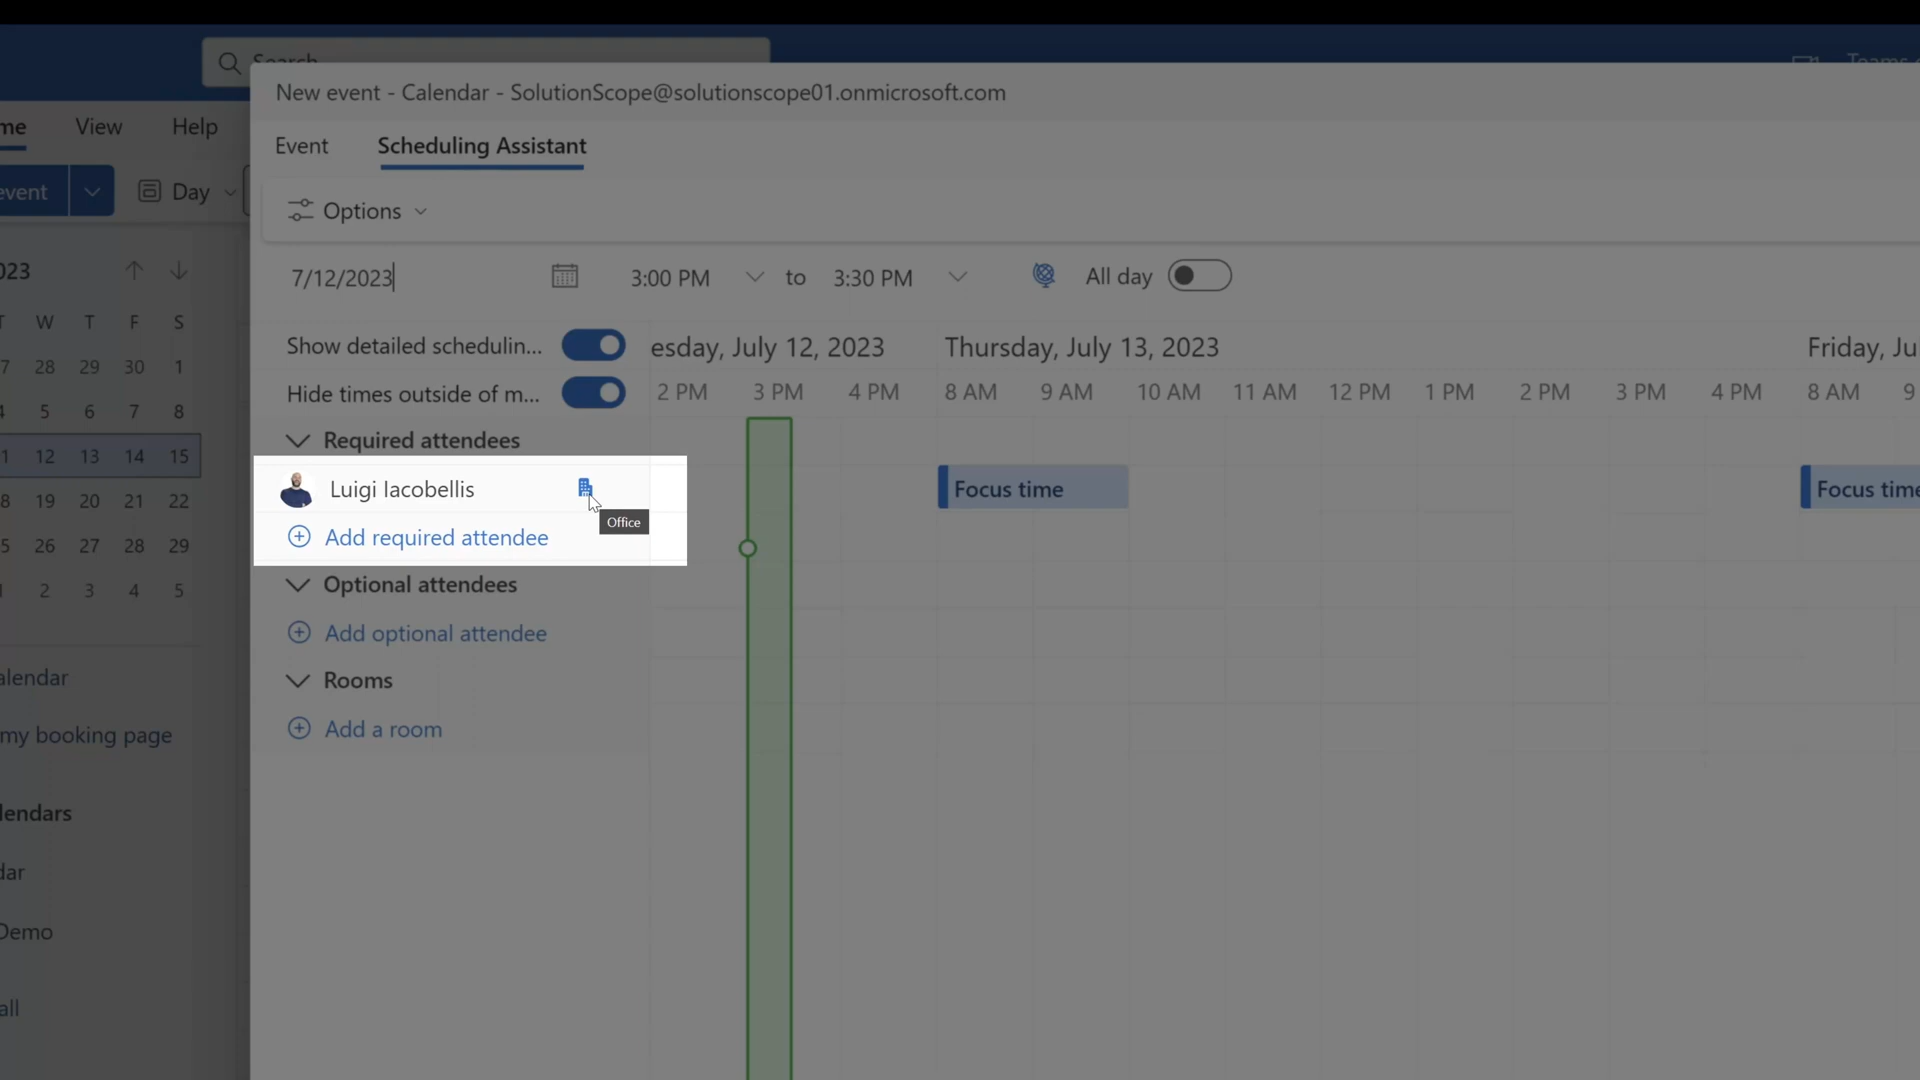 Search
Teams
New event - Calendar - SolutionScope@solutionscope01.onmicrosoft.com
me View Help
Event Scheduling Assistant
event Day
Options
023
7/12/2023 3:00 PM to 3:30 PM All day
T W T F S
Show detailed schedulin... esday, July 12, 2023 Thursday, July 13, 2023 Friday, Ju
7 28 29 30 1
Hide times outside of m... 2 PM 3 PM 4 PM 8 AM 9 AM 10 AM 11 AM 12 PM 1 PM 2 PM 3 PM 4 PM 8 AM 9
4 5 6 7 8
Required attendees
1 12 13 14 15
Luigi Iacobellis Focus time Focus time
8 19 20 21 22
Office
Add required attendee
5 26 27 28 29
Optional attendees
1 2 3 4 5
Add optional attendee
alendar
Rooms
my booking page
Add a room
lendars
dar
Demo
all